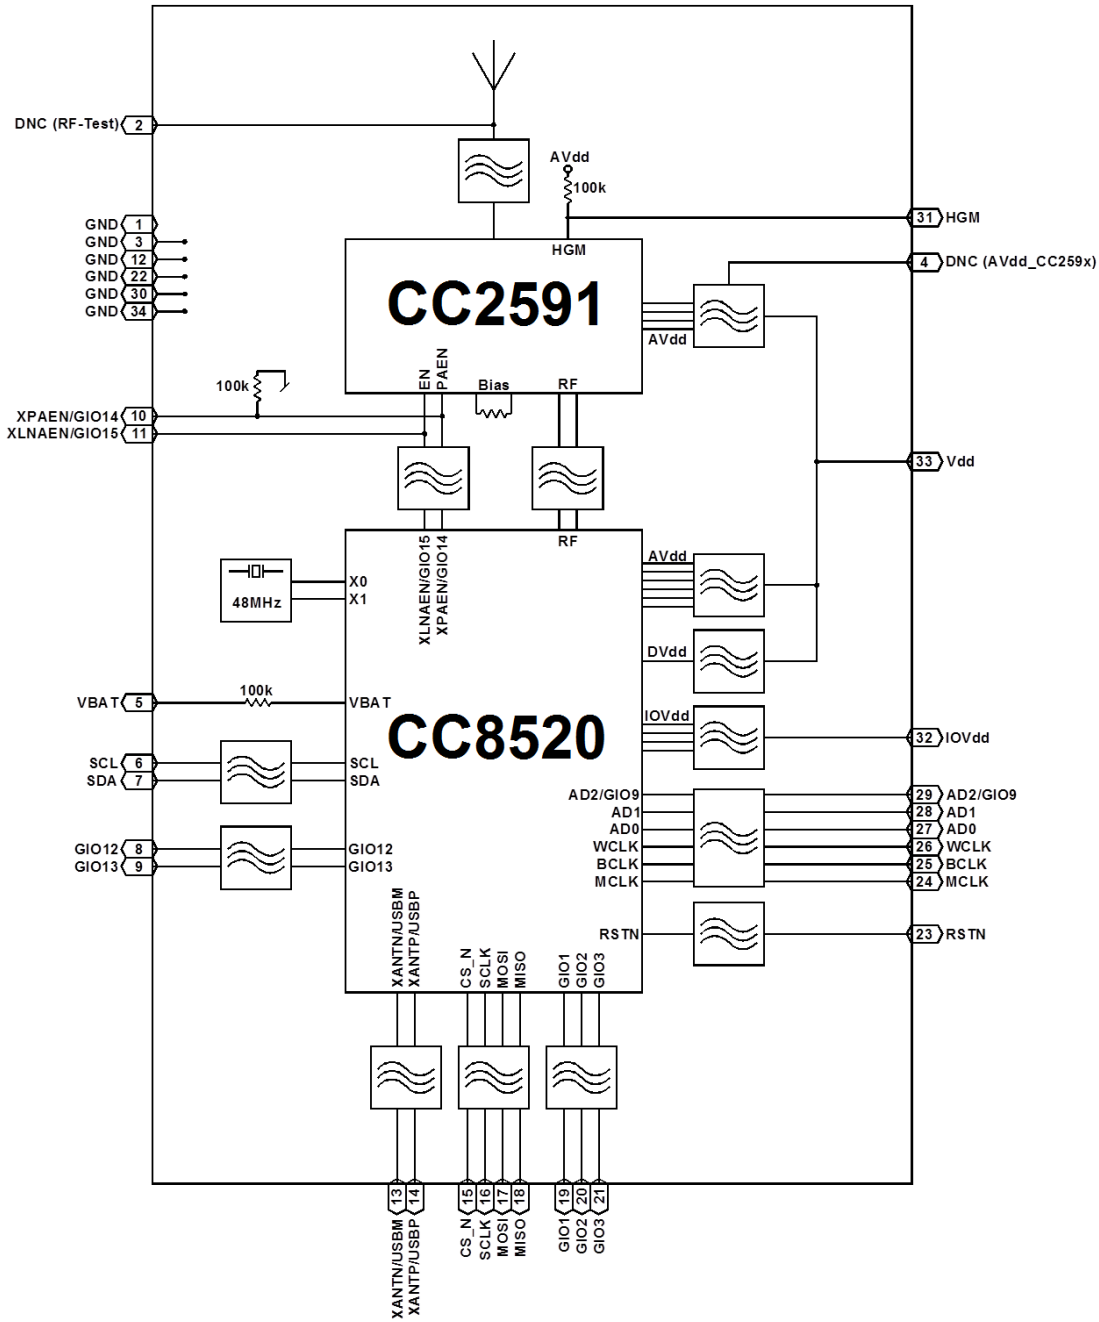 DNC (RF-Test) 2
AVdd
100k
GND 1
GND 3
GND 12
GND 22
GND 30
GND 34
31 HGM
HGM
4 DNC (AVdd_CC259x)
CC2591
AVdd
EN
PAEN
Bias
RF
100k
XPAEN/GIO14 10
XLNAEN/GIO15 11
33 Vdd
XLNAEN/GIO15
XPAEN/GIO14
RF
AVdd
48MHz
X0
X1
DVdd
VBAT 5
100k
VBAT
IOVdd
32 IOVdd
CC8520
SCL 6
SDA 7
SCL
SDA
AD2/GIO9
AD1
AD0
WCLK
BCLK
MCLK
29 AD2/GIO9
28 AD1
27 AD0
26 WCLK
25 BCLK
24 MCLK
GIO12 8
GIO13 9
GIO12
GIO13
RSTN
23 RSTN
XANTN/USBM
XANTP/USBP
CS_N
SCLK
MOSI
MISO
GIO1
GIO2
GIO3
13 XANTN/USBM
14 XANTP/USBP
15 CS_N
16 SCLK
17 MOSI
18 MISO
19 GIO1
20 GIO2
21 GIO3